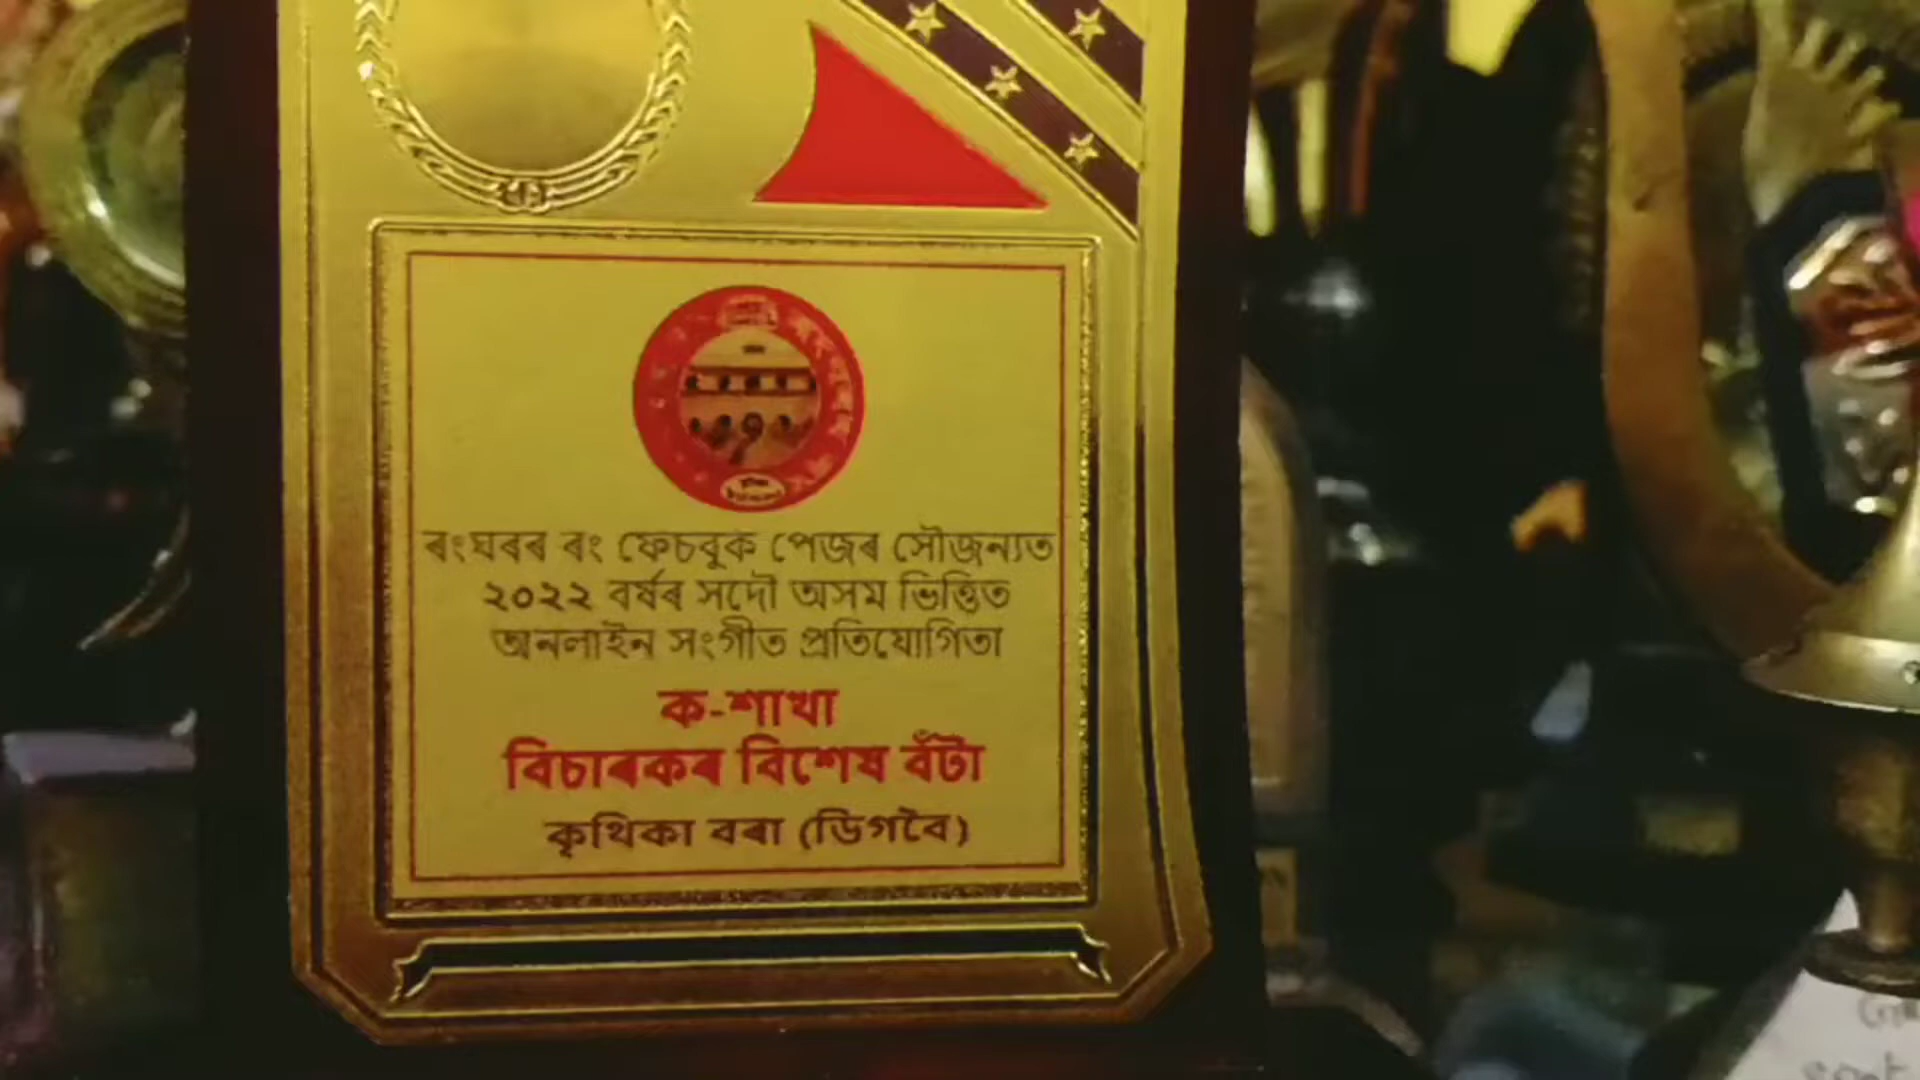 ৰংঘৰৰ ৰং ফেচবুক পেজৰ সৌজন্যত
২০২২ বৰ্ষৰ সদৌ অসম ভিত্তিত
অনলাইন সংগীত প্ৰতিযোগিতা
ক-শাখা
বিচাৰকৰ বিশেষ বঁটা
কৃথিকা বৰা (ডিগবৈ)